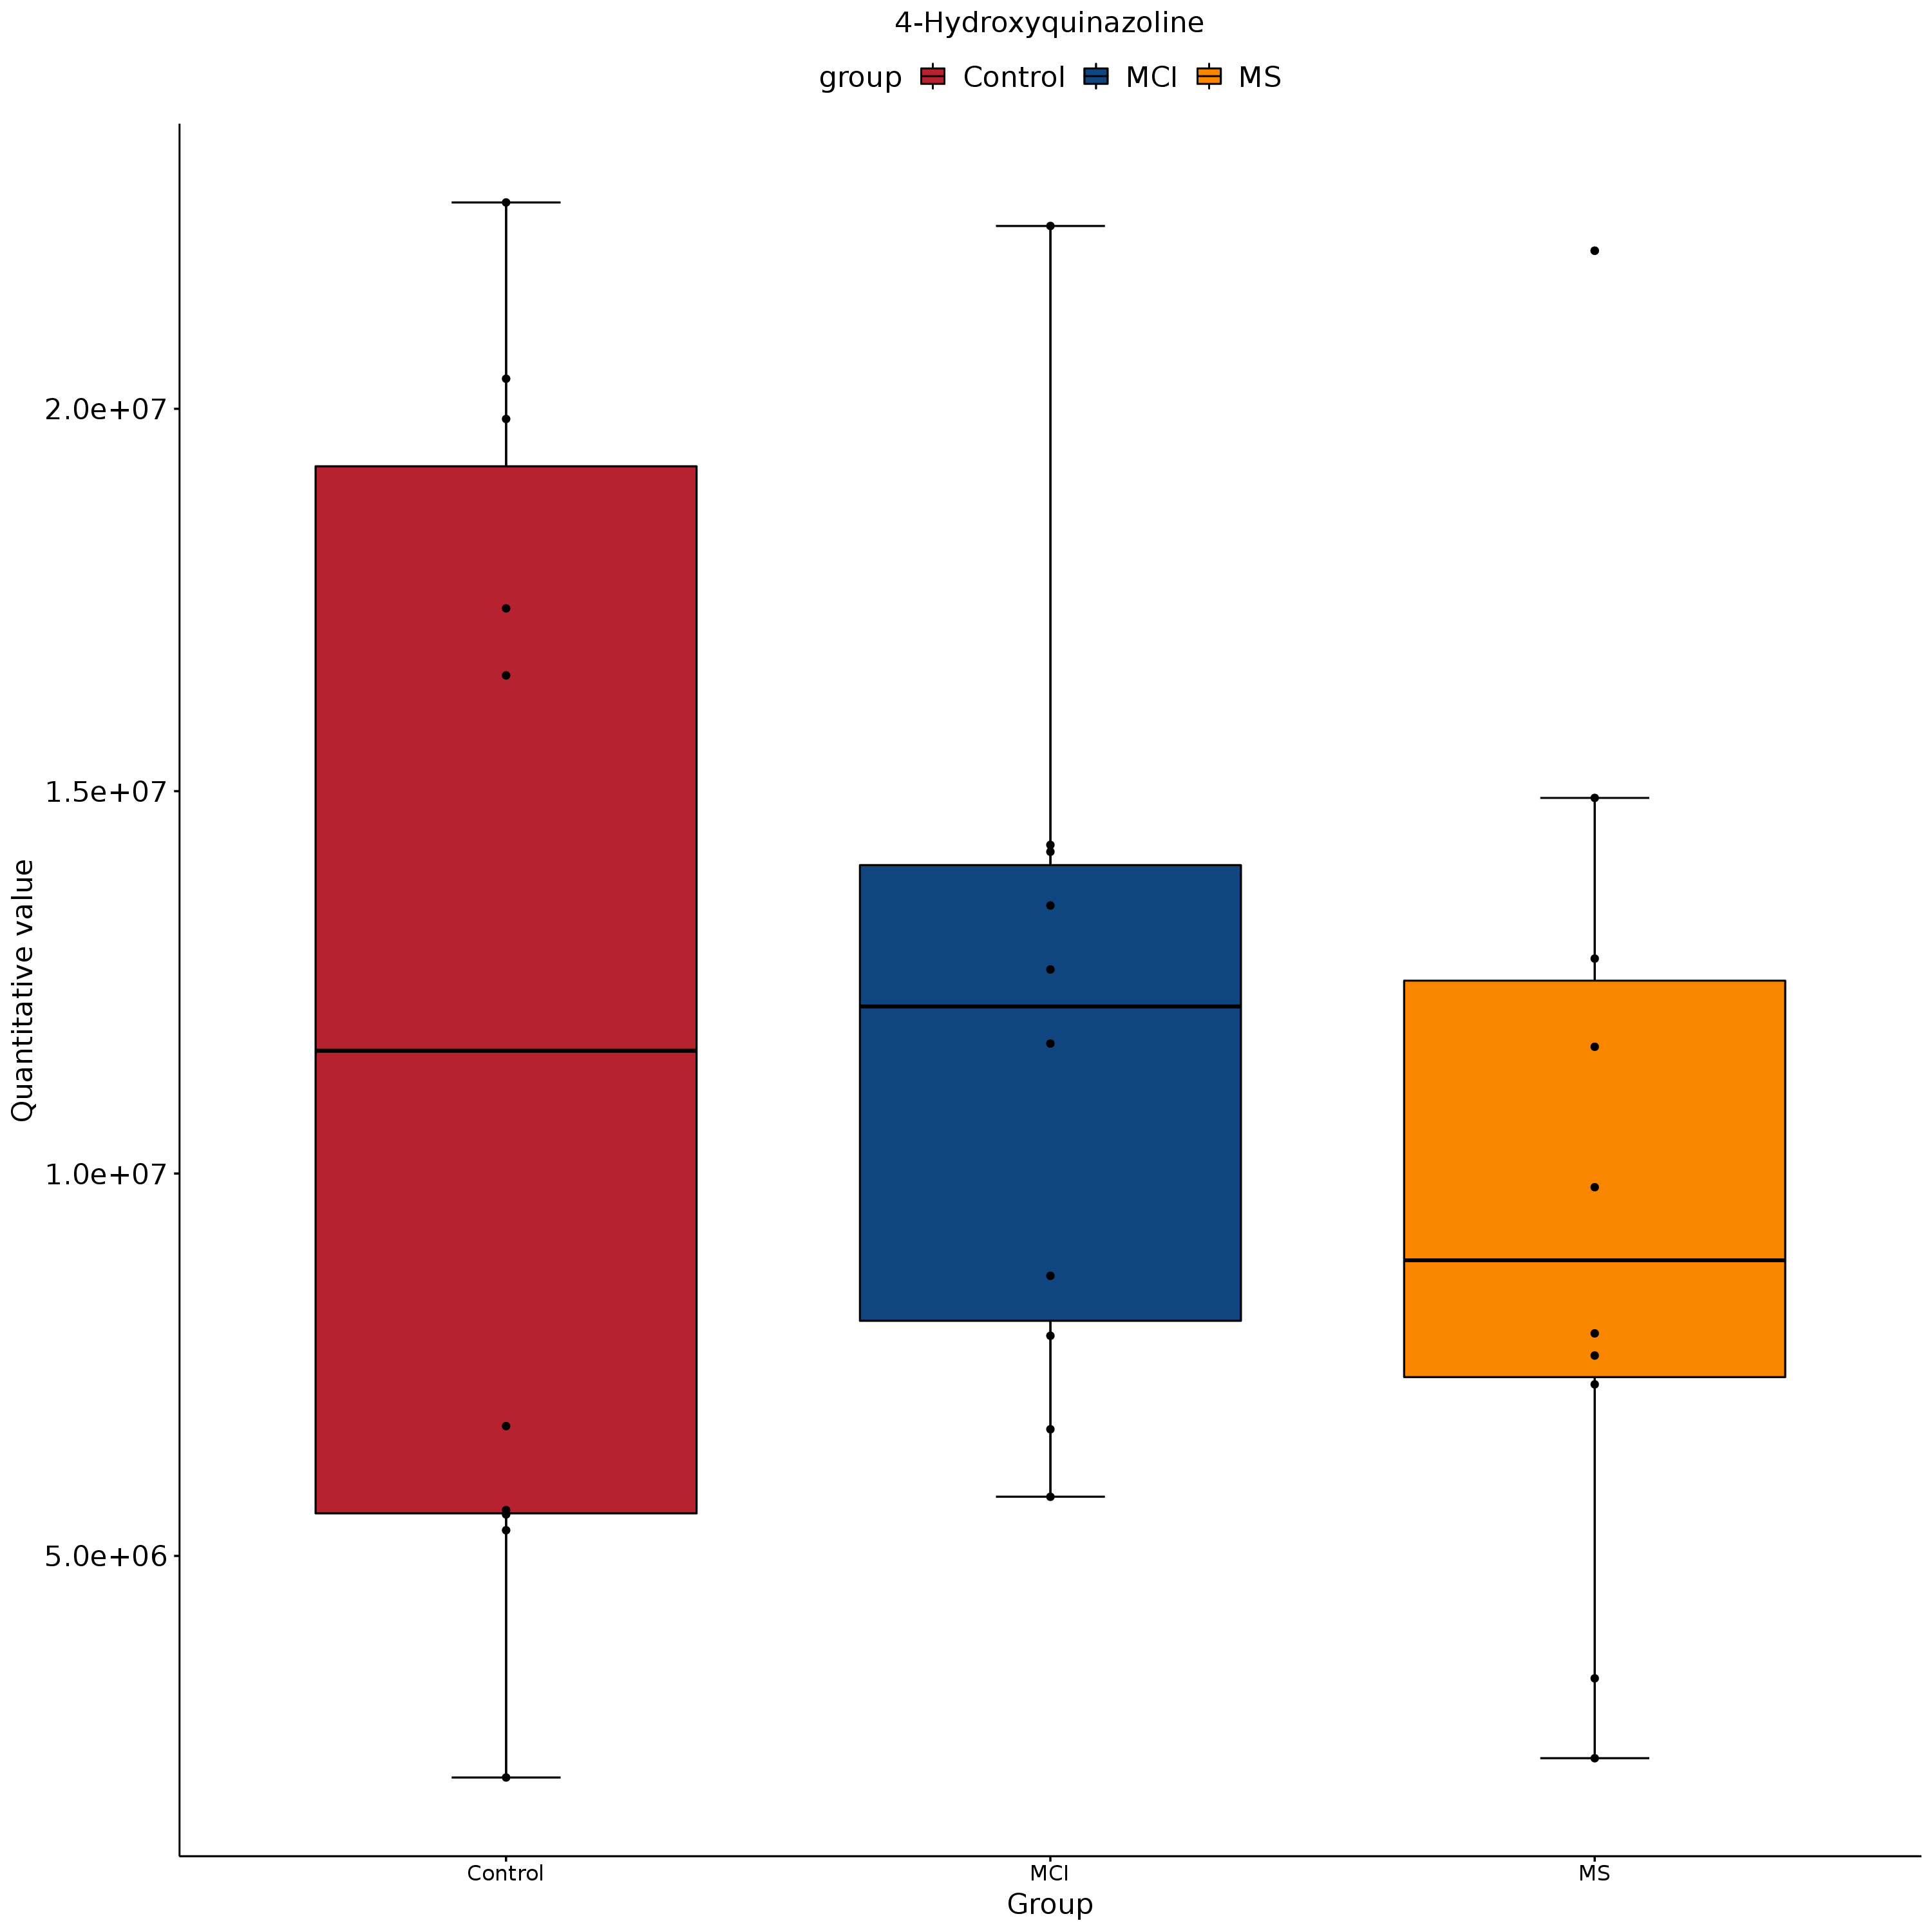 4-Hydroxyquinazoline
group Control MCI MS
Quantitative value
2.0e+07
1.5e+07
1.0e+07
5.0e+06
Control MCI MS
Group